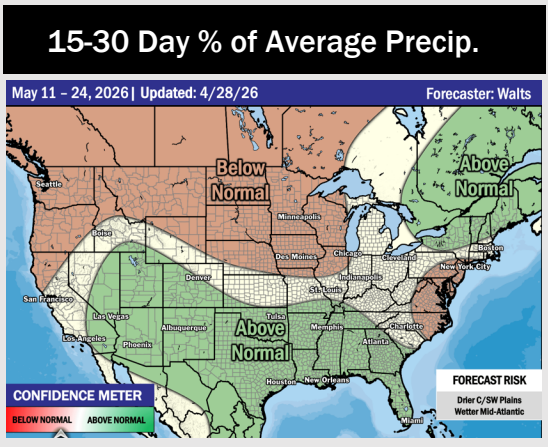 15-30 Day % of Average Precip.
May 11 – 24, 2026| Updated: 4/28/26
Forecaster: Walts
Below
Normal
Above
Normal
Seattle
Minneapolis
Boise
Boston
Chicago
Cleveland
New York City
Des Moines
Denver
Indianapolis
St. Louis
San Francisco
Las Vegas
Tulsa
Albuquerque
Above
Normal
Memphis
Charlotte
Los Angeles
Phoenix
Atlanta
Houston
New Orleans
Miami
CONFIDENCE METER
BELOW NORMAL
ABOVE NORMAL
FORECAST RISK
Drier C/SW Plains
Wetter Mid-Atlantic